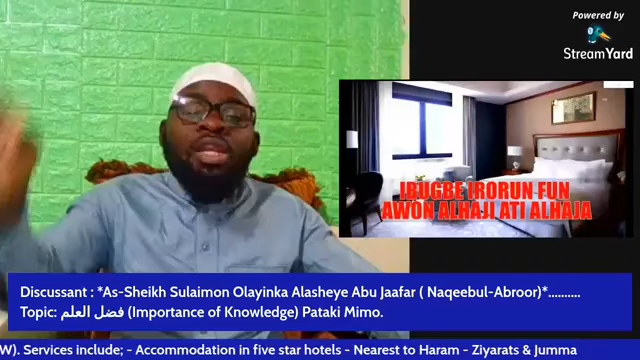 Powered by
StreamYard
IBUGBE IRORUN FUN
AWON ALHAJI ATI ALHAJA
Discussant : *As-Sheikh Sulaimon Olayinka Alasheye Abu Jaafar ( Naqeebul-Abroor)*..........
Topic: فضل العلم (Importance of Knowledge) Pataki Mimo.
W). Services include; - Accommodation in five star hotels - Nearest to Haram - Ziyarats & Jumma